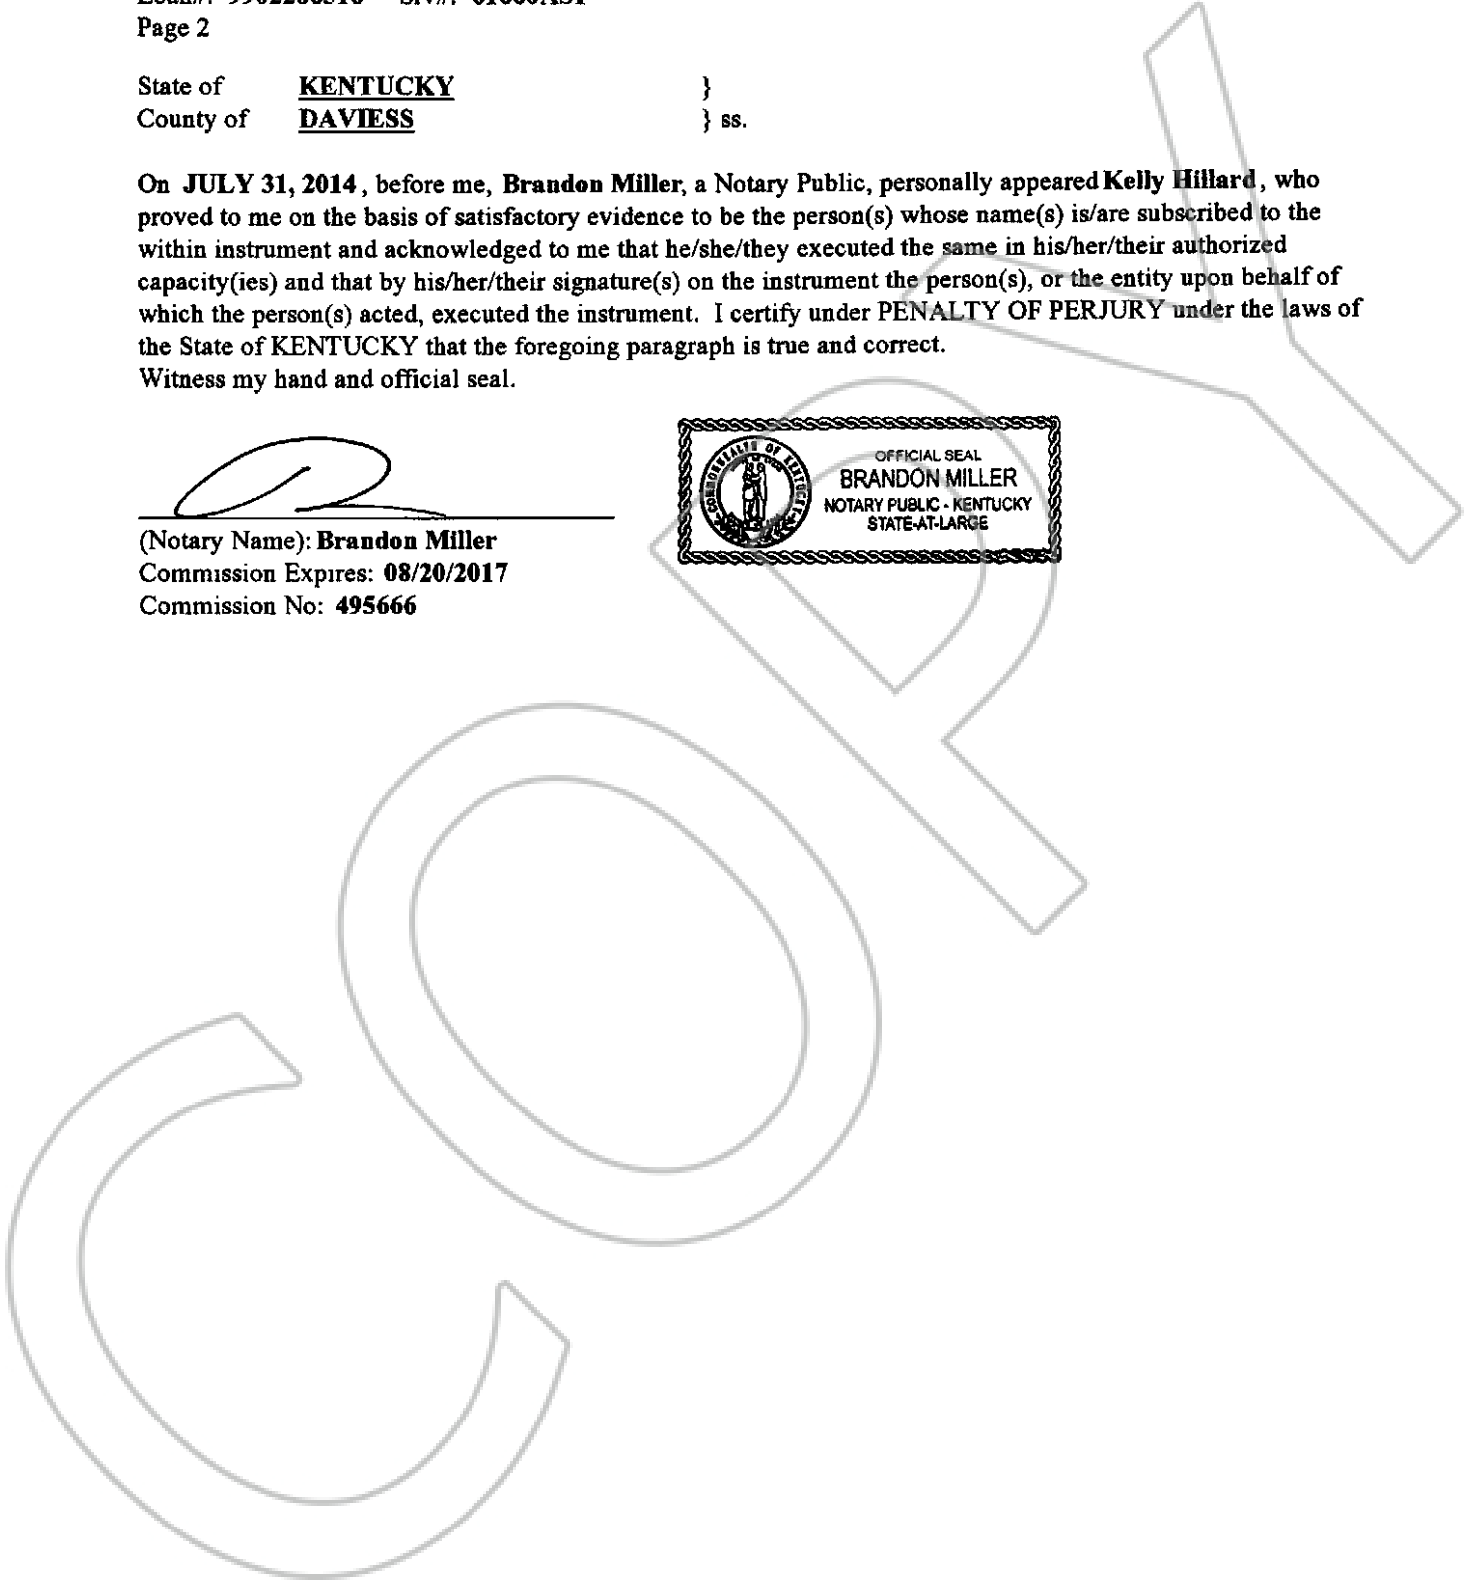 Page 2
State of KENTUCKY }
County of DAVIESS } ss.
On JULY 31, 2014, before me, Brandon Miller, a Notary Public, personally appeared Kelly Hillard, who
proved to me on the basis of satisfactory evidence to be the person(s) whose name(s) is/are subscribed to the
within instrument and acknowledged to me that he/she/they executed the same in his/her/their authorized
capacity(ies) and that by his/her/their signature(s) on the instrument the person(s), or the entity upon behalf of
which the person(s) acted, executed the instrument. I certify under PENALTY OF PERJURY under the laws of
the State of KENTUCKY that the foregoing paragraph is true and correct.
Witness my hand and official seal.
COMMONWEALTH OF KENTUCKY
OFFICIAL SEAL
BRANDON MILLER
NOTARY PUBLIC - KENTUCKY
STATE-AT-LARGE
(Notary Name): Brandon Miller
Commission Expires: 08/20/2017
Commission No: 495666
COPY